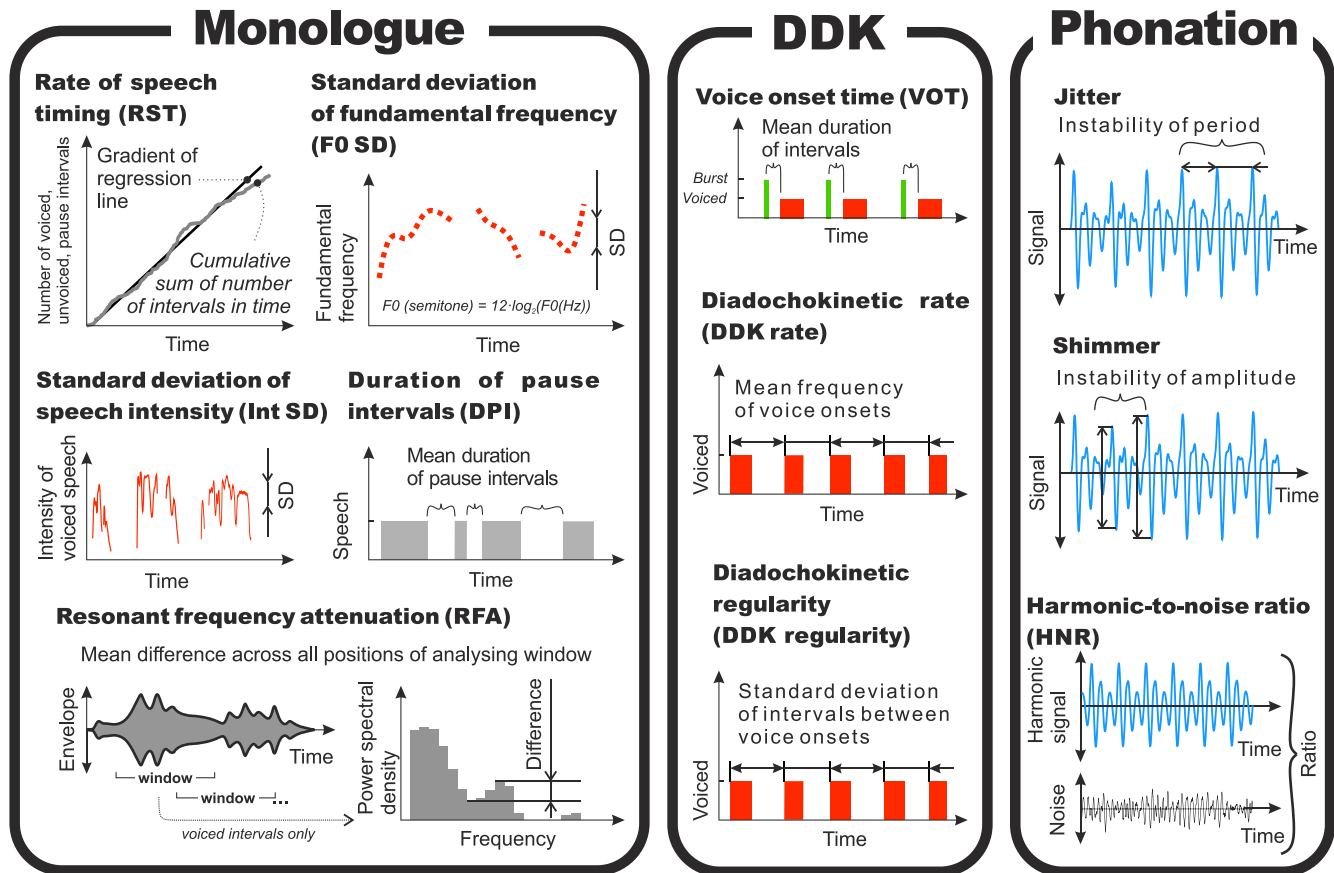 Monologue
Rate of speech
timing (RST)
Number of voiced,
unvoiced, pause intervals
Gradient of
regression
line
Cumulative
sum of number
of intervals in time
Time
Standard deviation
of fundamental frequency
(F0 SD)
Fundamental
frequency
SD
F0 (semitone) = 12·log₂(F0(Hz))
Time
Standard deviation of
speech intensity (Int SD)
Intensity of
voiced speech
SD
Time
Duration of pause
intervals (DPI)
Mean duration
of pause intervals
Speech
Time
Resonant frequency attenuation (RFA)
Mean difference across all positions of analysing window
Envelope
Time
window
window
...
voiced intervals only
Power spectral
density
Difference
Frequency
DDK
Voice onset time (VOT)
Mean duration
of intervals
Burst
Voiced
Time
Diadochokinetic rate
(DDK rate)
Mean frequency
of voice onsets
Voiced
Time
Diadochokinetic
regularity
(DDK regularity)
Standard deviation
of intervals between
voice onsets
Voiced
Time
Phonation
Jitter
Instability of period
Signal
Time
Shimmer
Instability of amplitude
Signal
Time
Harmonic-to-noise ratio
(HNR)
Harmonic
signal
Time
Noise
Time
Ratio